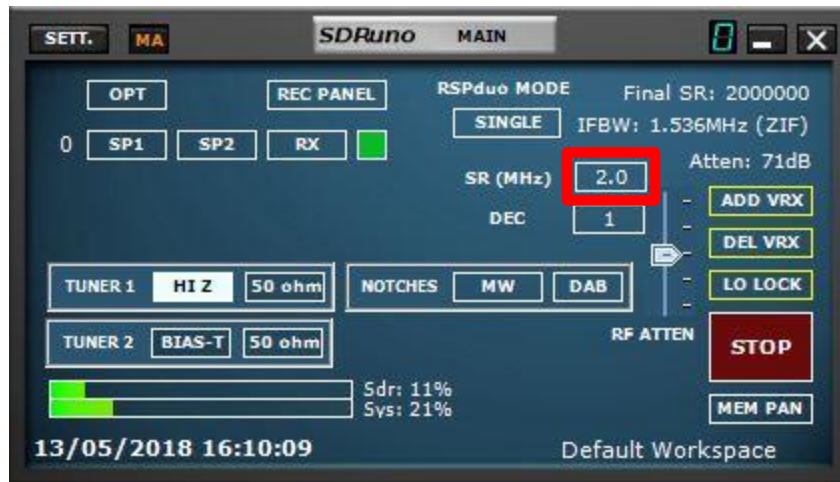 SETT. MA SDRuno MAIN 0
OPT REC PANEL RSPduo MODE Final SR: 2000000
SINGLE IFBW: 1.536MHz (ZIF)
0 SP1 SP2 RX
Atten: 71dB
SR (MHz) 2.0
ADD VRX
DEC 1
DEL VRX
TUNER 1 HI Z 50 ohm NOTCHES MW DAB LO LOCK
TUNER 2 BIAS-T 50 ohm RF ATTEN STOP
Sdr: 11%
Sys: 21%
MEM PAN
13/05/2018 16:10:09 Default Workspace